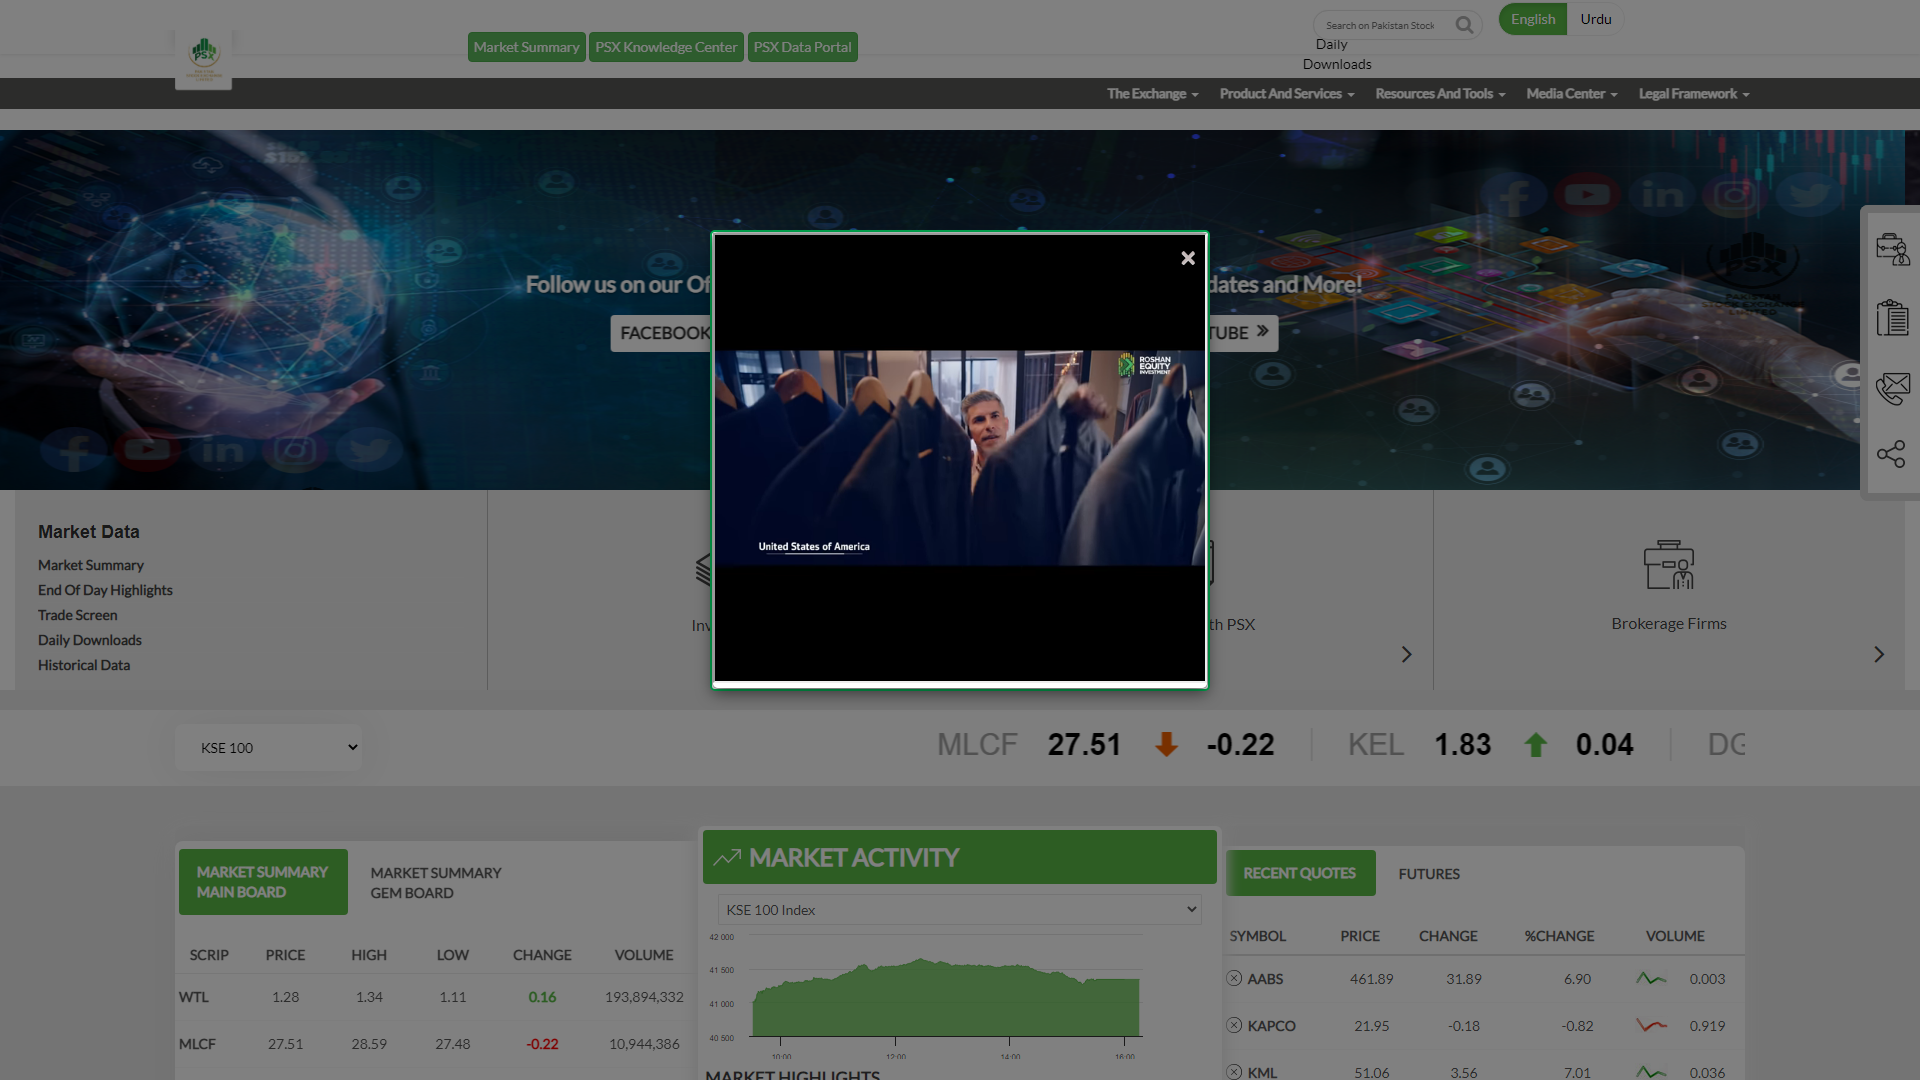 Search on Pakistan Stock
English
Urdu
Market Summary
PSX Knowledge Center
PSX Data Portal
Daily
Downloads
PSX
The Exchange
Product And Services
Resources And Tools
Media Center
Legal Framework
Follow us on our Of
dates and More!
FACEBOOK
TUBE
PSX
PAKISTAN
STOCK EXCHANGE
LIMITED
ROSHAN
EQUITY
INVESTMENT
United States of America
Market Data
Market Summary
End Of Day Highlights
Trade Screen
Daily Downloads
Historical Data
Inv
th PSX
Brokerage Firms
KSE 100
MLCF 27.51 -0.22 KEL 1.83 0.04 DG
MARKET SUMMARY
MAIN BOARD
MARKET SUMMARY
GEM BOARD
SCRIP PRICE HIGH LOW CHANGE VOLUME
WTL 1.28 1.34 1.11 0.16 193,894,332
MLCF 27.51 28.59 27.48 -0.22 10,944,386
MARKET ACTIVITY
KSE 100 Index
42 000
41 500
41 000
40 500
10:00 12:00 14:00 16:00
MARKET HIGHLIGHTS
RECENT QUOTES
FUTURES
SYMBOL PRICE CHANGE %CHANGE VOLUME
AABS 461.89 31.89 6.90 0.003
KAPCO 21.95 -0.18 -0.82 0.919
KML 51.06 3.56 7.01 0.036